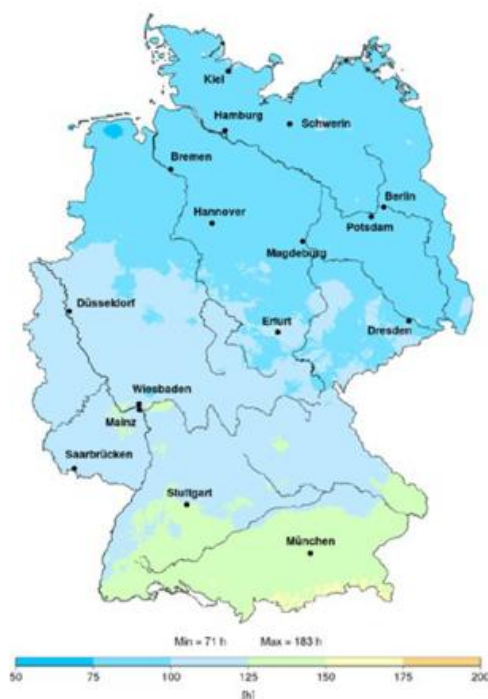 Kiel
Hamburg
Schwerin
Bremen
Berlin
Hannover
Potsdam
Magdeburg
Düsseldorf
Erfurt
Dresden
Wiesbaden
Mainz
Saarbrücken
Stuttgart
München
Min = 71 h Max = 183 h
50 75 100 125 150 175 200
[h]